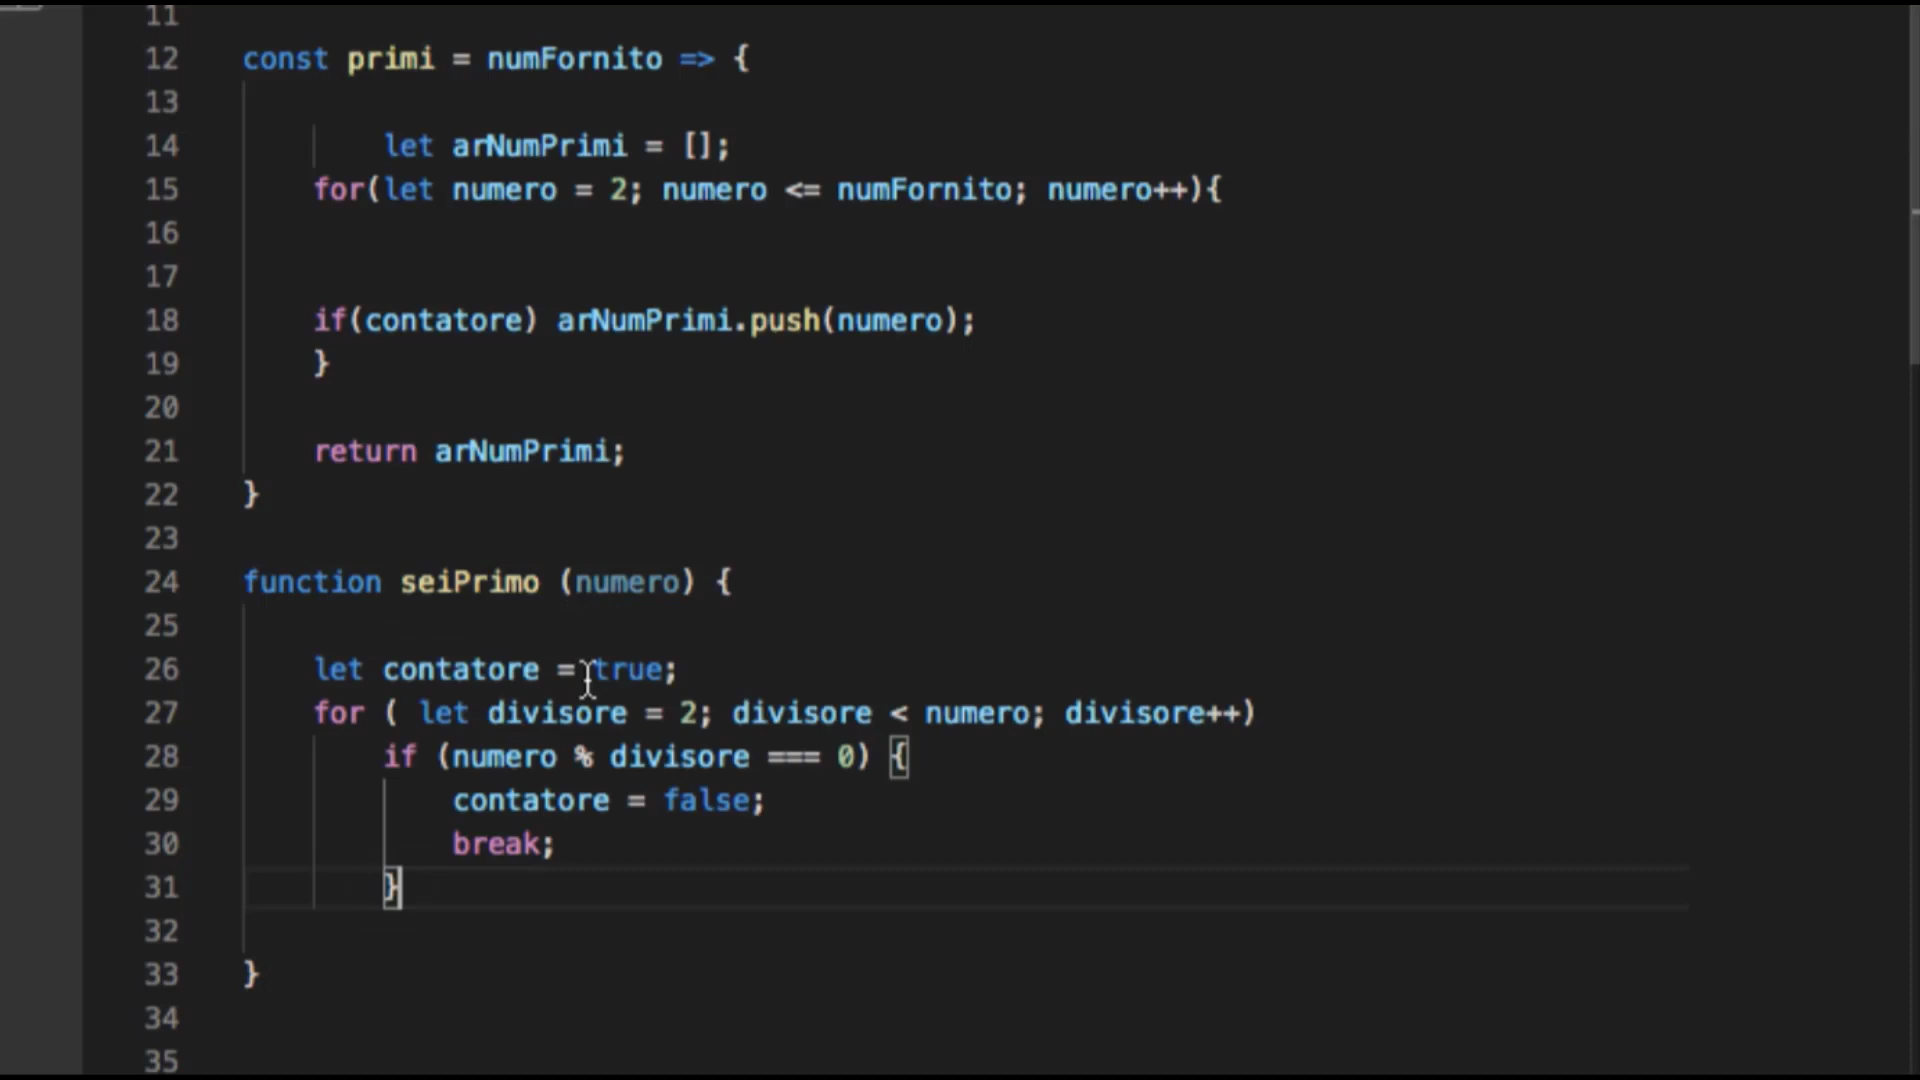 11
12 const primi = numFornito => {
13
14 let arNumPrimi = [];
15 for(let numero = 2; numero <= numFornito; numero++){
16
17
18 if(contatore) arNumPrimi.push(numero);
19 }
20
21 return arNumPrimi;
22 }
23
24 function seiPrimo (numero) {
25
26 let contatore = true;
27 for ( let divisore = 2; divisore < numero; divisore++)
28 if (numero % divisore === 0) {
29 contatore = false;
30 break;
31 }
32
33 }
34
35